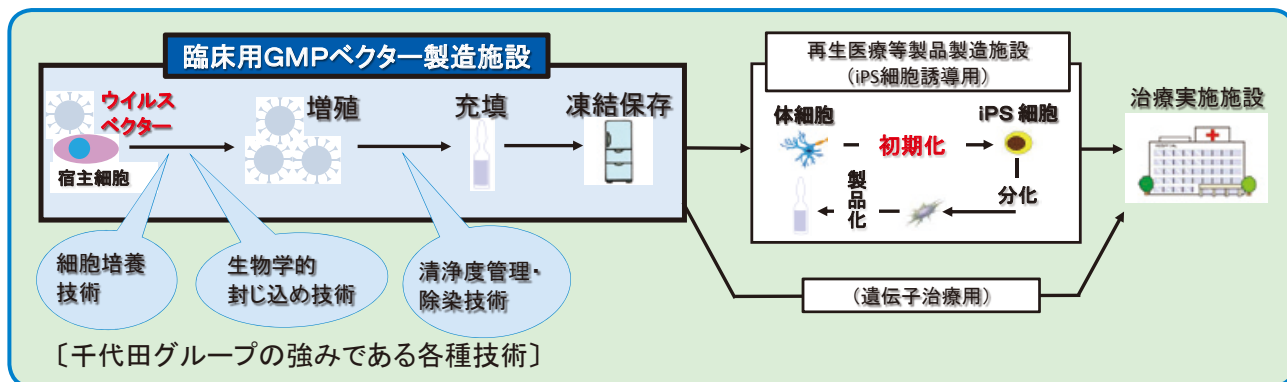 臨床用GMPベクター製造施設
ウイルス
ベクター
宿主細胞
増殖
充填
凍結保存
細胞培養
技術
生物学的
封じ込め技術
清浄度管理・
除染技術
〔千代田グループの強みである各種技術〕
再生医療等製品製造施設
(iPS細胞誘導用)
体細胞
初期化
iPS 細胞
分化
製品化
(遺伝子治療用)
治療実施施設